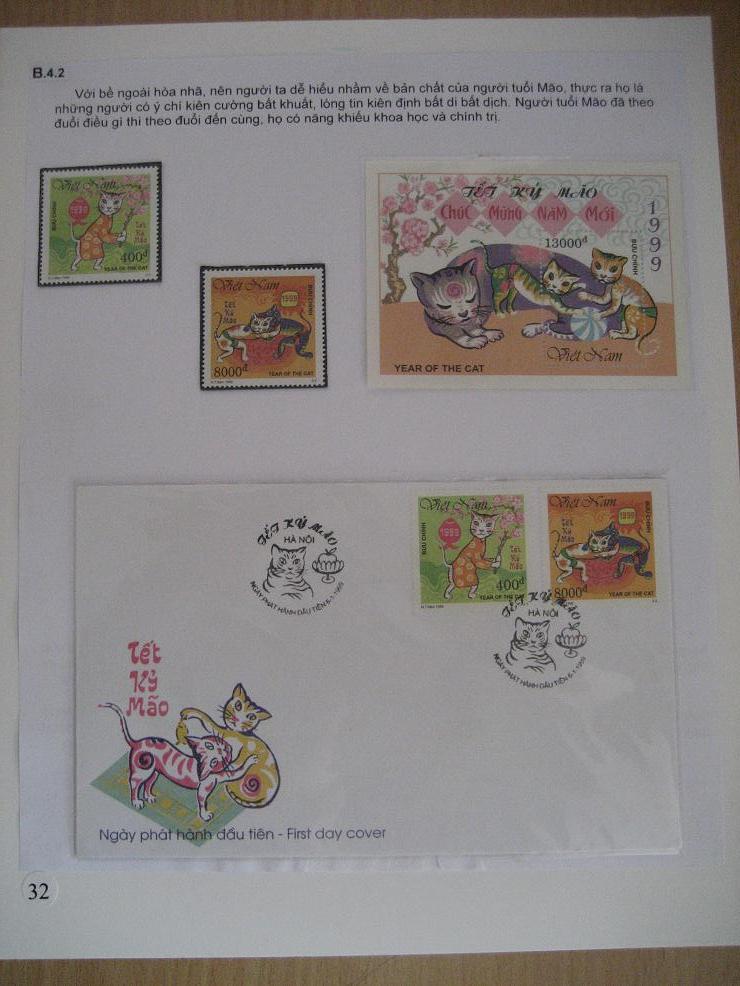 B.4.2
Với bề ngoài hòa nhã, nên người ta dễ hiểu nhầm về bản chất của người tuổi Mão, thực ra họ là
những người có ý chí kiên cường bất khuất, lòng tin kiên định bất di bất dịch. Người tuổi Mão đã theo
đuổi điều gì thì theo đuổi đến cùng, họ có năng khiếu khoa học và chính trị.
Việt Nam
BƯU CHÍNH
1999
Tết
Kỷ
Mão
400đ
YEAR OF THE CAT
Việt Nam
Tết
Kỷ
Mão
1999
BƯU CHÍNH
8000đ
YEAR OF THE CAT
TẾT KỶ MÃO
Chúc Mừng Năm Mới
1999
13000đ
BƯU CHÍNH
Việt Nam
YEAR OF THE CAT
TẾT KỶ MÃO
HÀ NỘI
NGÀY PHÁT HÀNH ĐẦU TIÊN 6-1-1999
Việt Nam
BƯU CHÍNH
1999
Tết
Kỷ
Mão
400đ
YEAR OF THE CAT
Việt Nam
Tết
Kỷ
Mão
1999
BƯU CHÍNH
8000đ
YEAR OF THE CAT
TẾT KỶ MÃO
HÀ NỘI
NGÀY PHÁT HÀNH ĐẦU TIÊN 6-1-1999
Tết
Kỷ
Mão
Ngày phát hành đầu tiên - First day cover
32